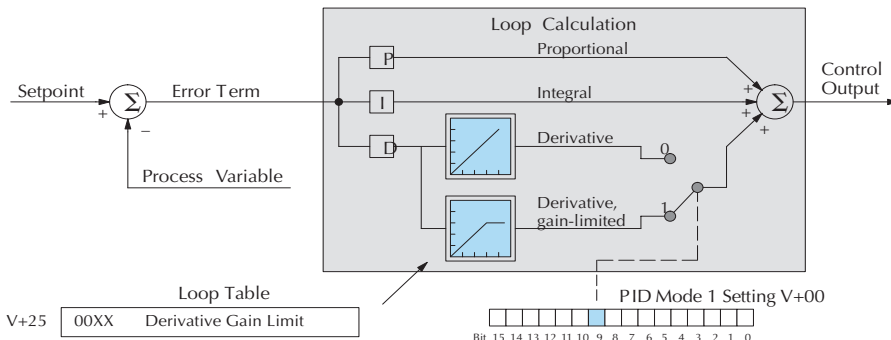 Loop Calculation
Proportional
P
Control
Output
Setpoint
Σ
Error Term
I
Integral
Σ
+
−
+
+
+
D
Derivative
0
Process Variable
1
Derivative,
gain-limited
Loop Table
PID Mode 1 Setting V+00
V+25 00XX Derivative Gain Limit
Bit 15 14 13 12 11 10 9 8 7 6 5 4 3 2 1 0